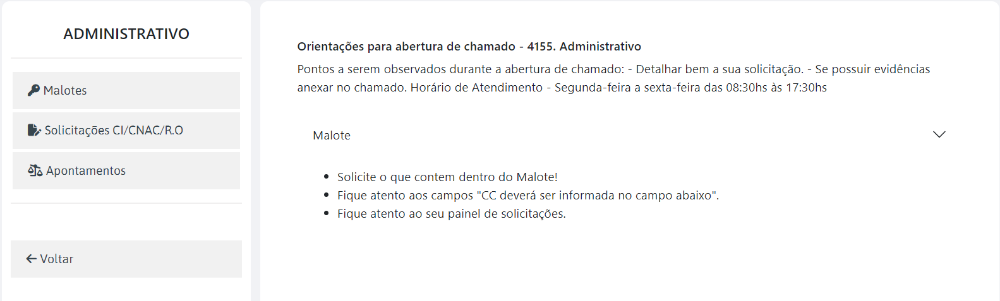 ADMINISTRATIVO
Malotes
Solicitações CI/CNAC/R.O
Apontamentos
Voltar
Orientações para abertura de chamado - 4155. Administrativo
Pontos a serem observados durante a abertura de chamado: - Detalhar bem a sua solicitação. - Se possuir evidências
anexar no chamado. Horário de Atendimento - Segunda-feira a sexta-feira das 08:30hs às 17:30hs
Malote
• Solicite o que contem dentro do Malote!
• Fique atento aos campos "CC deverá ser informada no campo abaixo".
• Fique atento ao seu painel de solicitações.